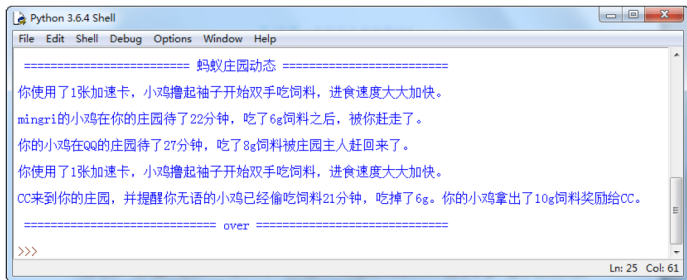 Python 3.6.4 Shell
File Edit Shell Debug Options Window Help
========================= 蚂蚁庄园动态 =========================
你使用了1张加速卡，小鸡撸起袖子开始双手吃饲料，进食速度大大加快。
mingri的小鸡在你的庄园待了22分钟，吃了6g饲料之后，被你赶走了。
你的小鸡在QQ的庄园待了27分钟，吃了8g饲料被庄园主人赶回来了。
你使用了1张加速卡，小鸡撸起袖子开始双手吃饲料，进食速度大大加快。
CC来到你的庄园，并提醒你无语的小鸡已经偷吃饲料21分钟，吃掉了6g。你的小鸡拿出了10g饲料奖励给CC。
============================= over =============================
>>>
Ln: 25 Col: 61